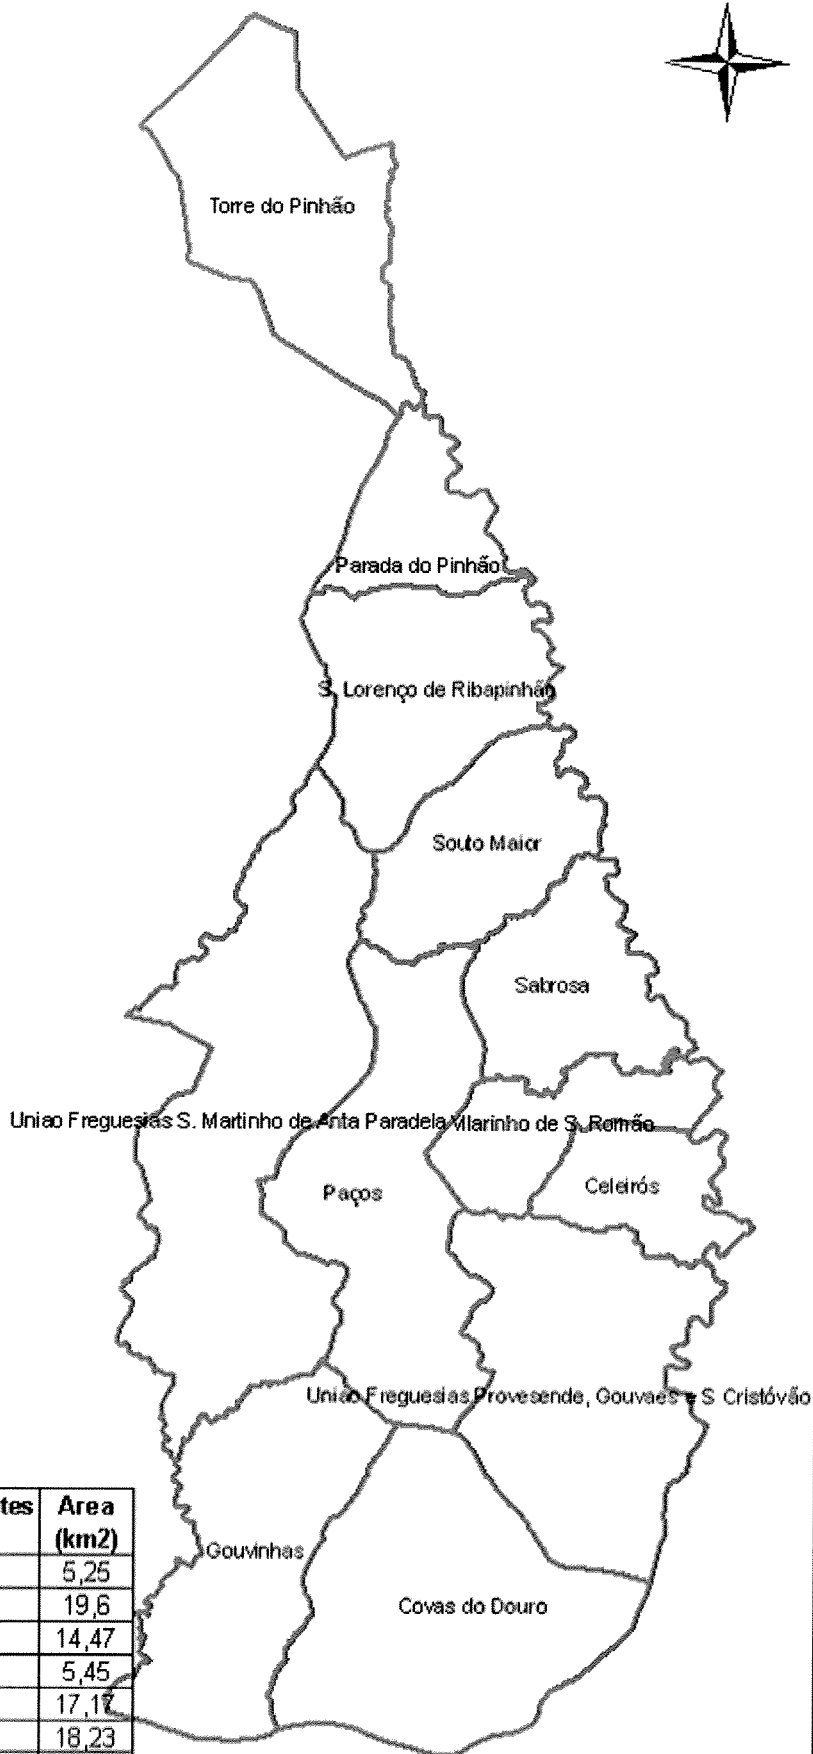 Torre do Pinhão
Parada do Pinhão
S. Lorenço de Ribapinhão
Souto Maior
Sabrosa
Uniao Freguesias S. Martinho de Anta Paradela Vilarinho de S. Romão
Paços
Celeirós
União Freguesias Provesende, Gouvaes e S Cristóvão
Gouvinhas
Covas do Douro
tes Area
(km2)
5,25
19,6
14,47
5,45
17,17
18,23